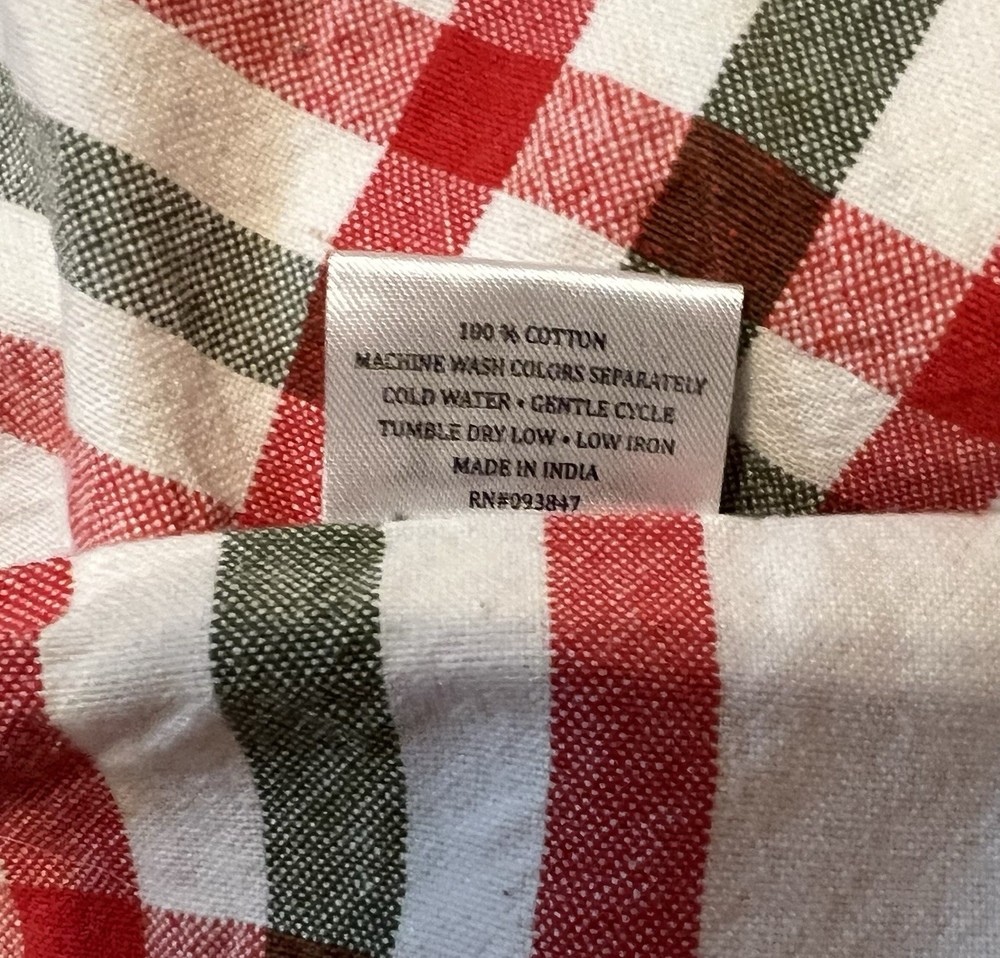 100 % COTTON
MACHINE WASH COLORS SEPARATELY
COLD WATER • GENTLE CYCLE
TUMBLE DRY LOW • LOW IRON
MADE IN INDIA
RN#093847